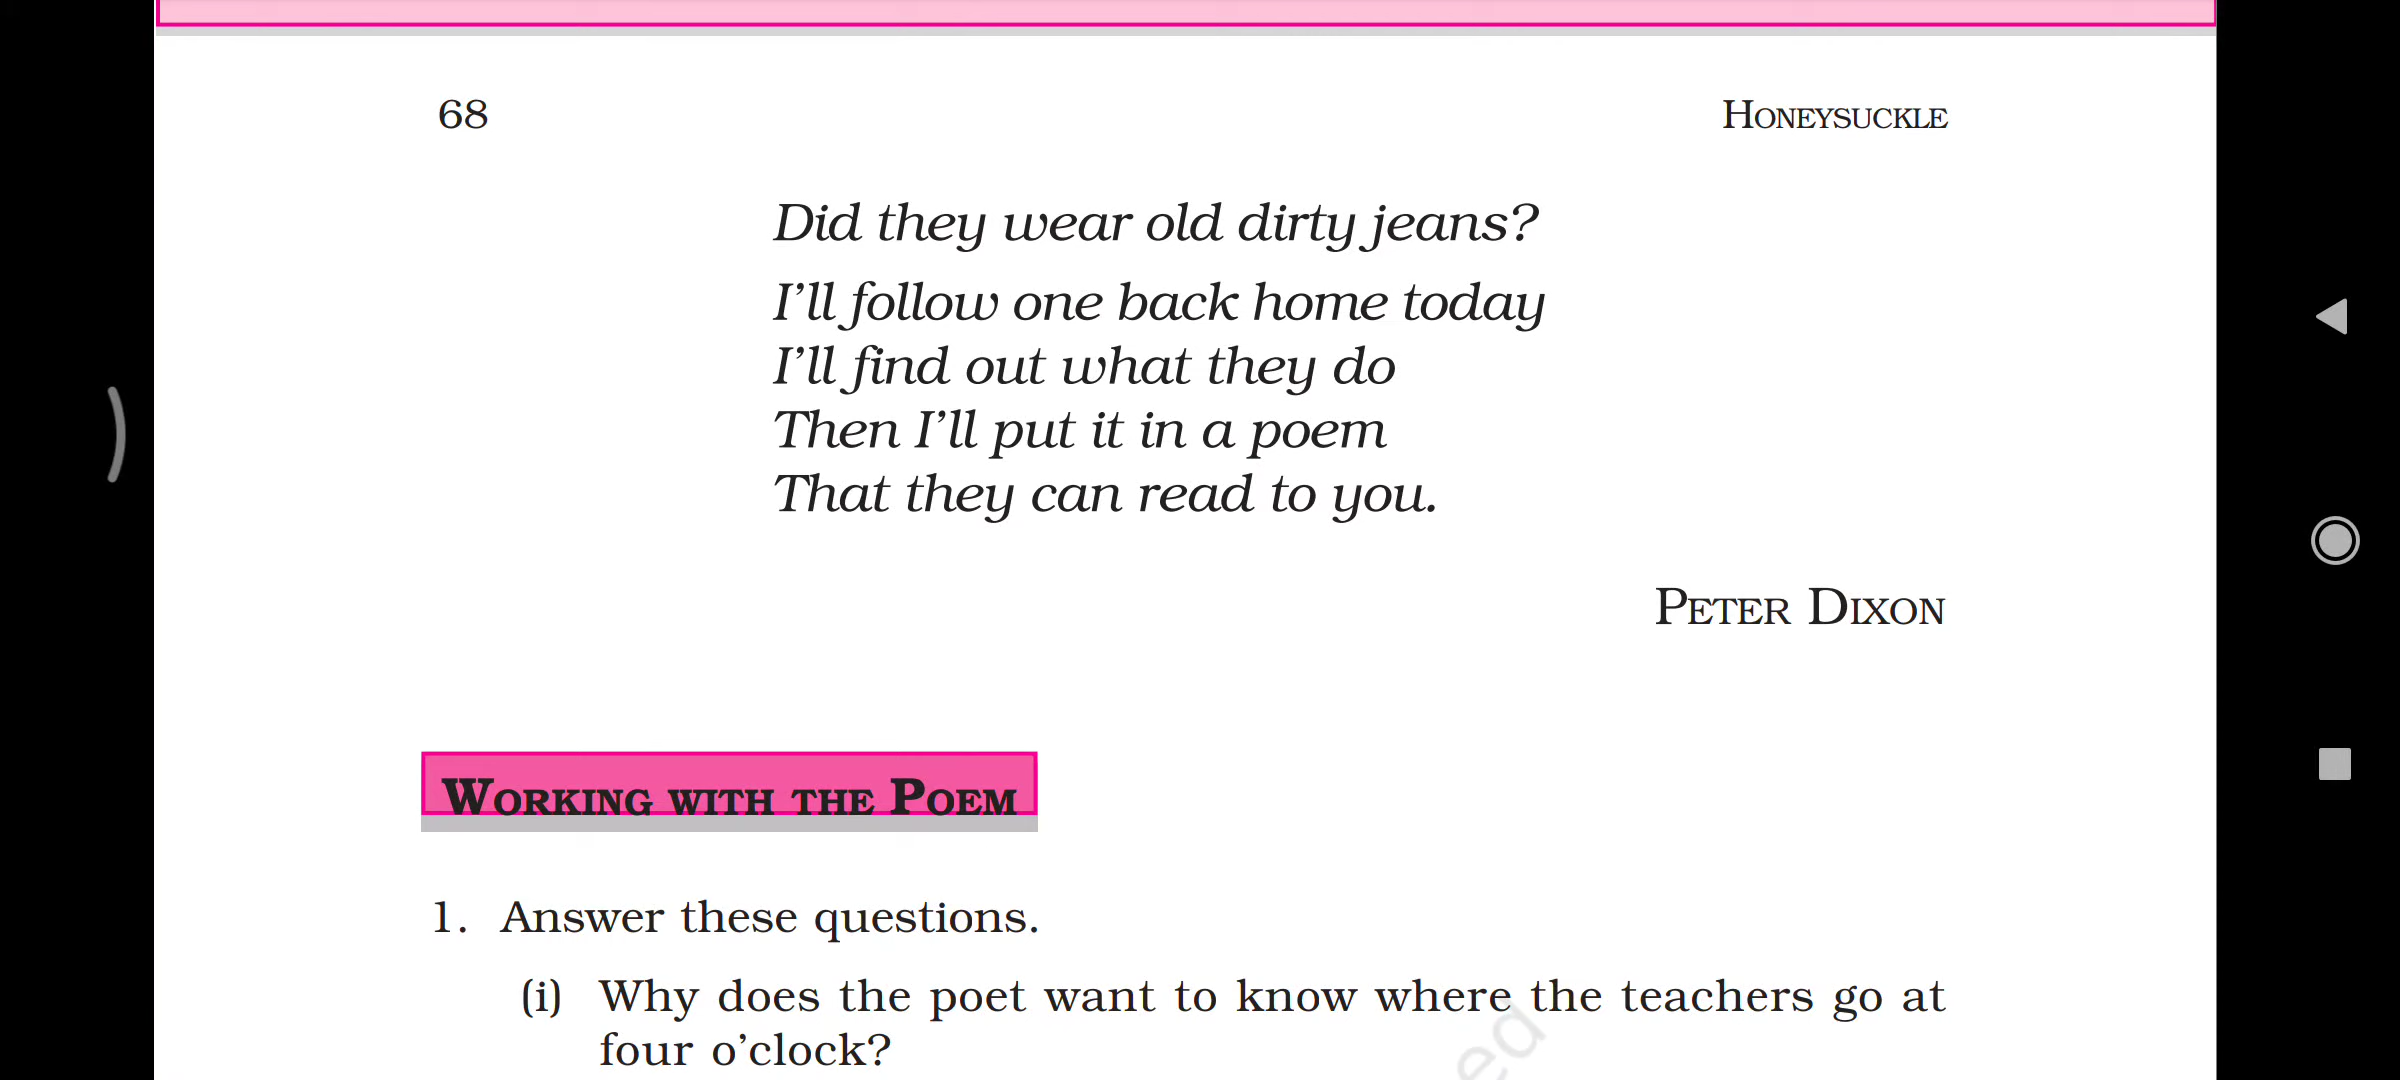 68
HONEYSUCKLE
Did they wear old dirty jeans?
I’ll follow one back home today
I’ll find out what they do
Then I’ll put it in a poem
That they can read to you.
PETER DIXON
WORKING WITH THE POEM
1. Answer these questions.
(i) Why does the poet want to know where the teachers go at
four o’clock?